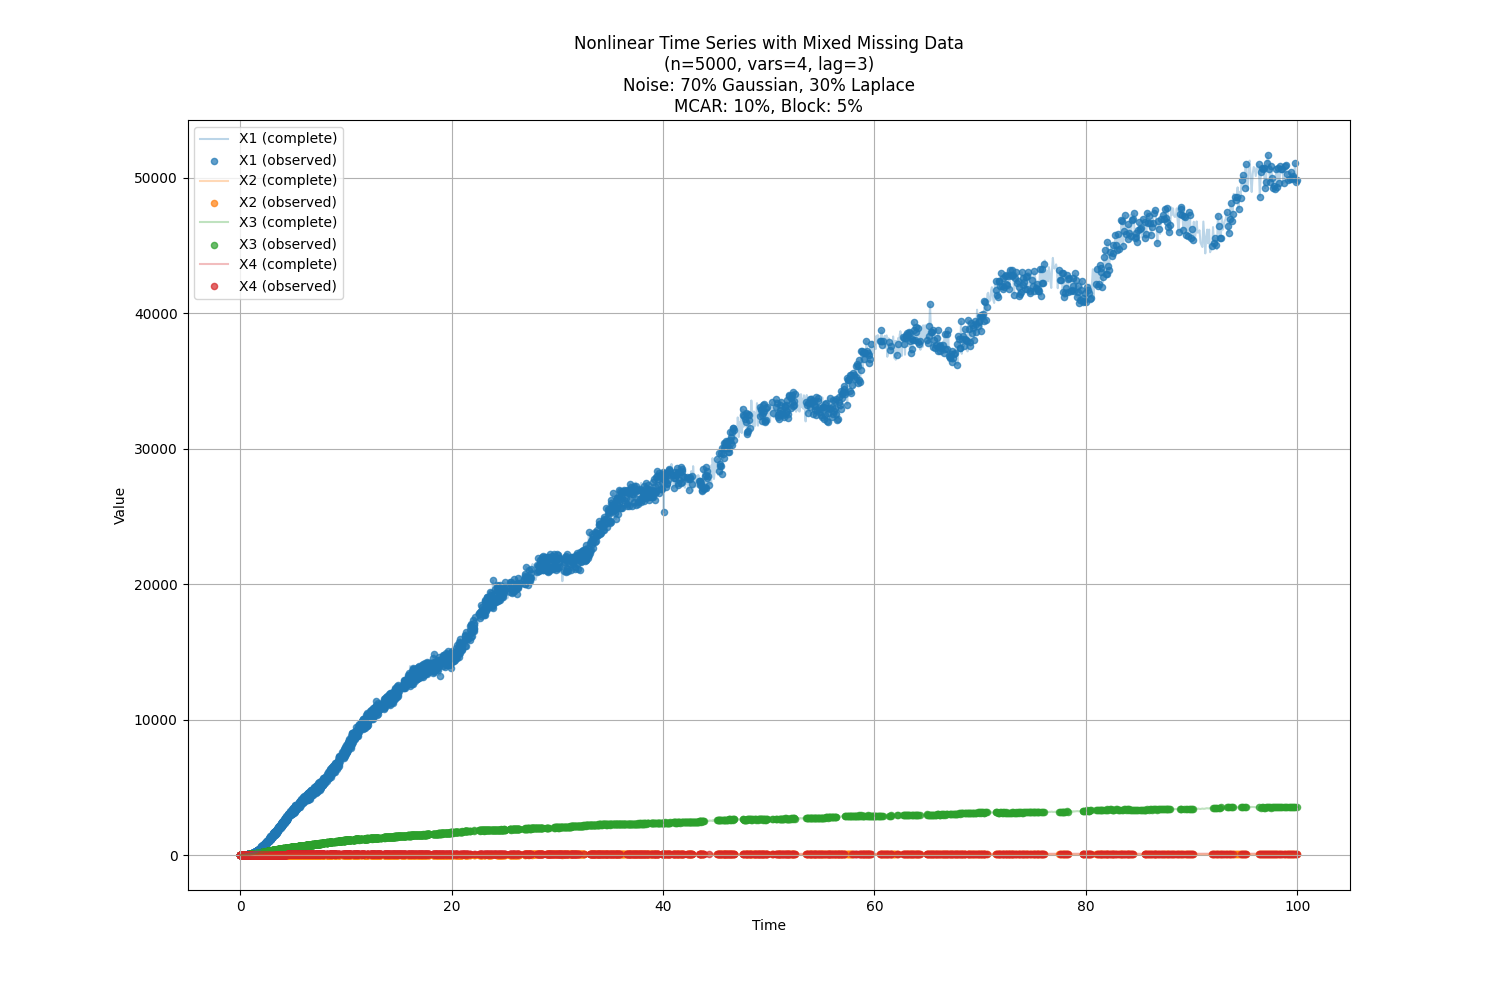 Nonlinear Time Series with Mixed Missing Data
(n=5000, vars=4, lag=3)
Noise: 70% Gaussian, 30% Laplace
MCAR: 10%, Block: 5%
X1 (complete)
X1 (observed)
X2 (complete)
X2 (observed)
X3 (complete)
X3 (observed)
X4 (complete)
X4 (observed)
50000
40000
30000
20000
10000
0
Value
0 20 40 60 80 100
Time